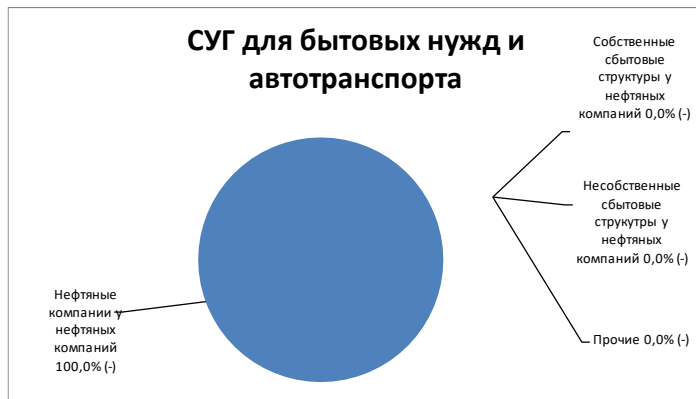 СУГ для бытовых нужд и
автотранспорта
Собственные
сбытовые
структуры у
нефтяных
компаний 0,0% (-)
Несобственные
сбытовые
струкутры у
нефтяных
компаний 0,0% (-)
Прочие 0,0% (-)
Нефтяные
компании у
нефтяных
компаний
100,0% (-)